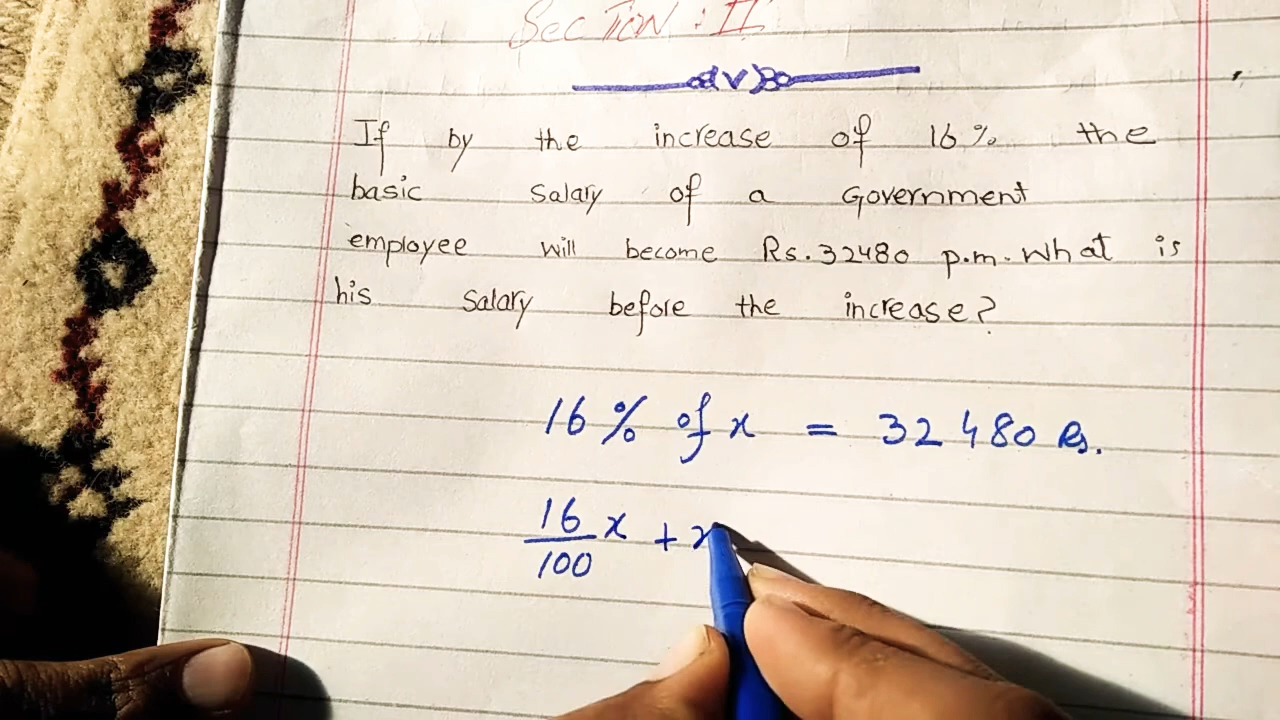 Section : II
If by the increase of 16% the
basic salary of a Government
employee will become Rs. 32480 p.m. What is
his salary before the increase?
16% of x = 32480 Rs.
16/100 x + x